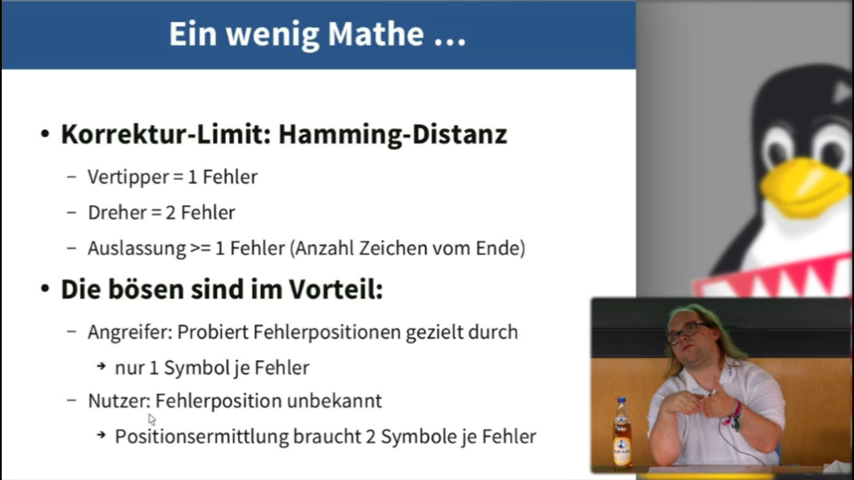 Ein wenig Mathe ...
• Korrektur-Limit: Hamming-Distanz
– Vertipper = 1 Fehler
– Dreher = 2 Fehler
– Auslassung >= 1 Fehler (Anzahl Zeichen vom Ende)
• Die bösen sind im Vorteil:
– Angreifer: Probiert Fehlerpositionen gezielt durch
➔ nur 1 Symbol je Fehler
– Nutzer: Fehlerposition unbekannt
➔ Positionsermittlung braucht 2 Symbole je Fehler